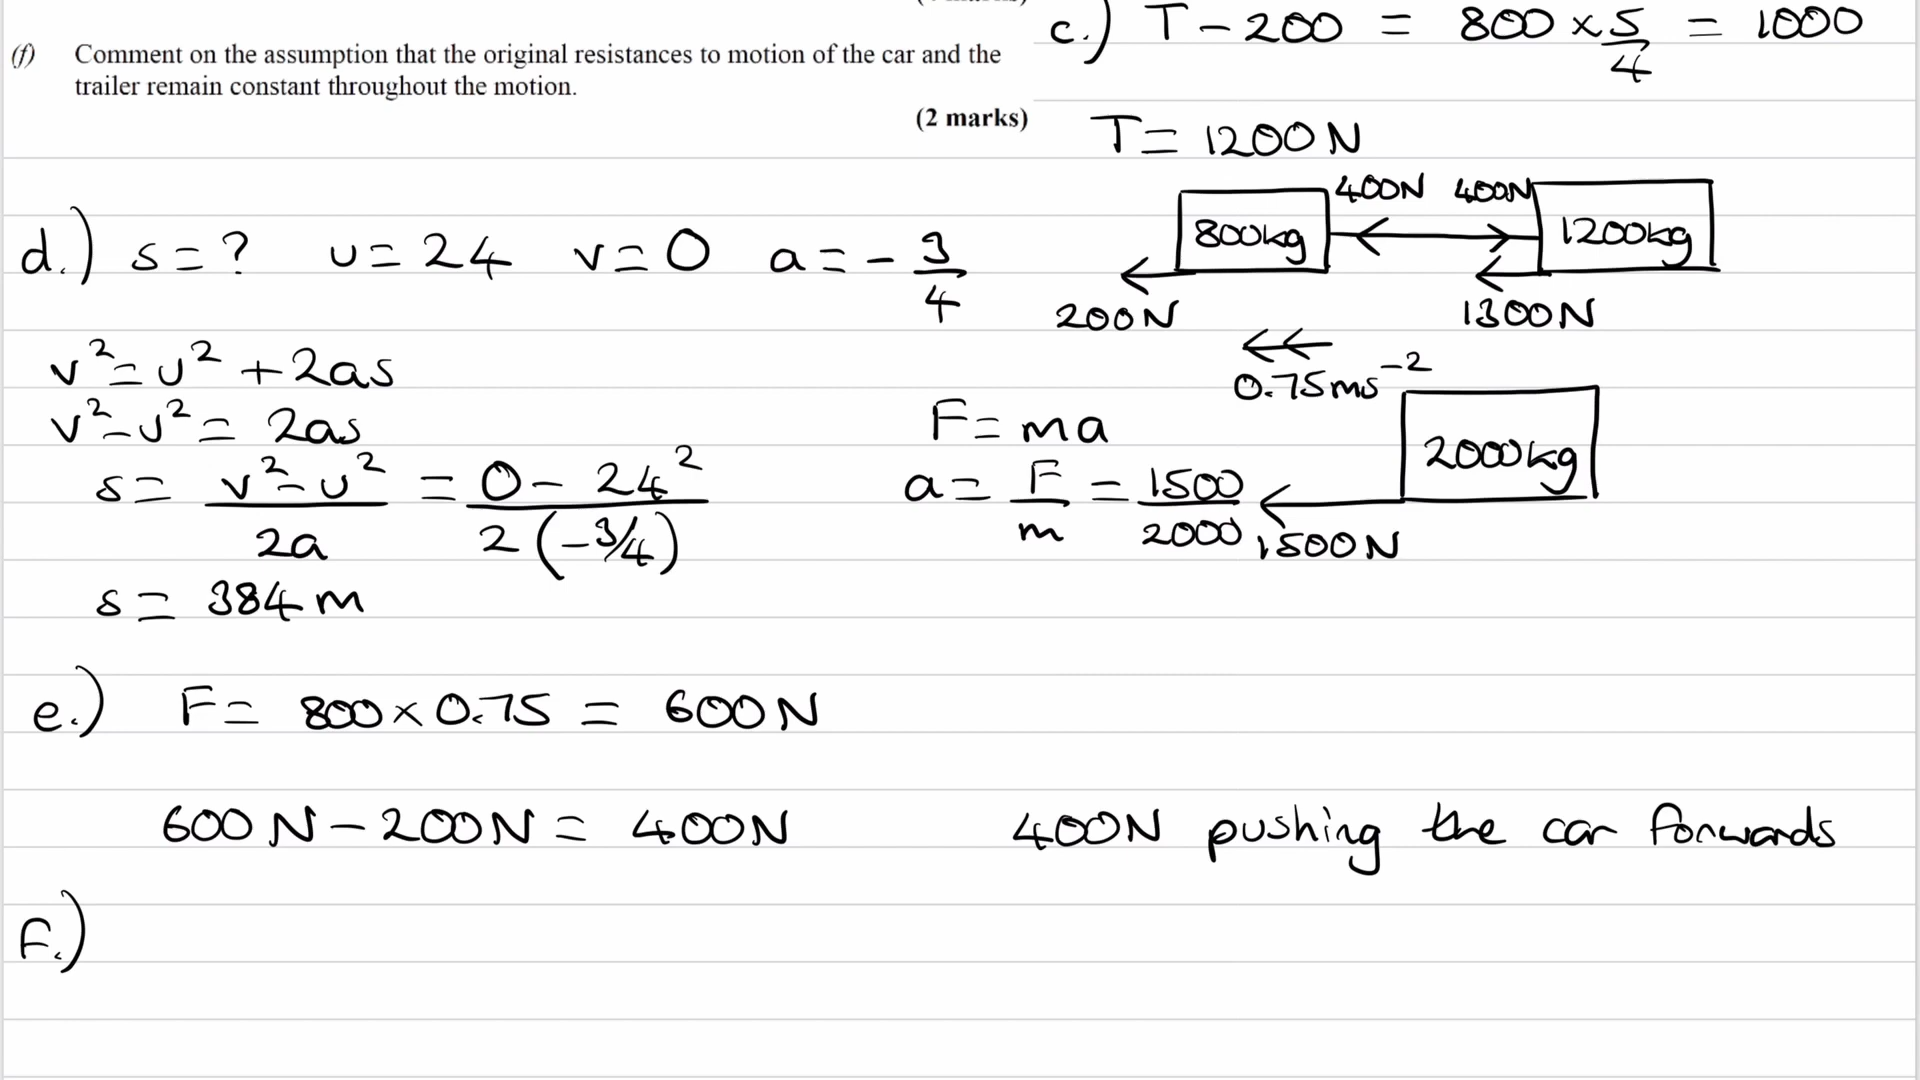 c.) T - 200 = 800 × 5/4 = 1000
(f) Comment on the assumption that the original resistances to motion of the car and the
trailer remain constant throughout the motion.
(2 marks)
T = 1200N
400N 400N
800kg 1200kg
200N 1300N
0.75ms⁻²
d.) s = ? u = 24 v = 0 a = - 3/4
v² = u² + 2as
v² - u² = 2as
s = (v² - u²)/2a = (0 - 24²)/(2(-3/4))
s = 384m
F = ma
a = F/m = 1500/2000
2000kg
1500N
e.) F = 800 × 0.75 = 600N
600N - 200N = 400N 400N pushing the car forwards
f.)